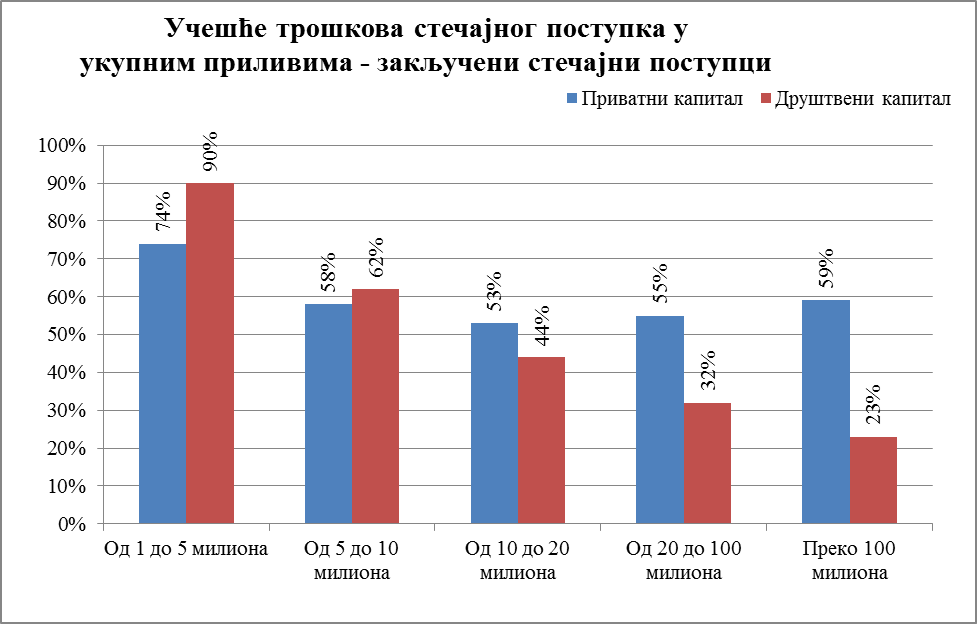 Учешће трошкова стечајног поступка у
укупним приливима - закључени стечајни поступци
Приватни капитал
Друштвени капитал
100%
90%
80%
70%
60%
50%
40%
30%
20%
10%
0%
74%
90%
58%
62%
53%
44%
55%
32%
59%
23%
Од 1 до 5 милиона
Од 5 до 10
милиона
Од 10 до 20
милиона
Од 20 до 100
милиона
Преко 100
милиона